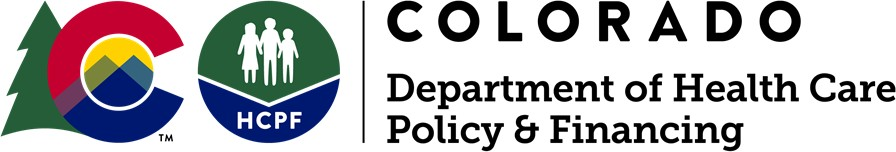 TM
HCPF
COLORADO
Department of Health Care
Policy & Financing